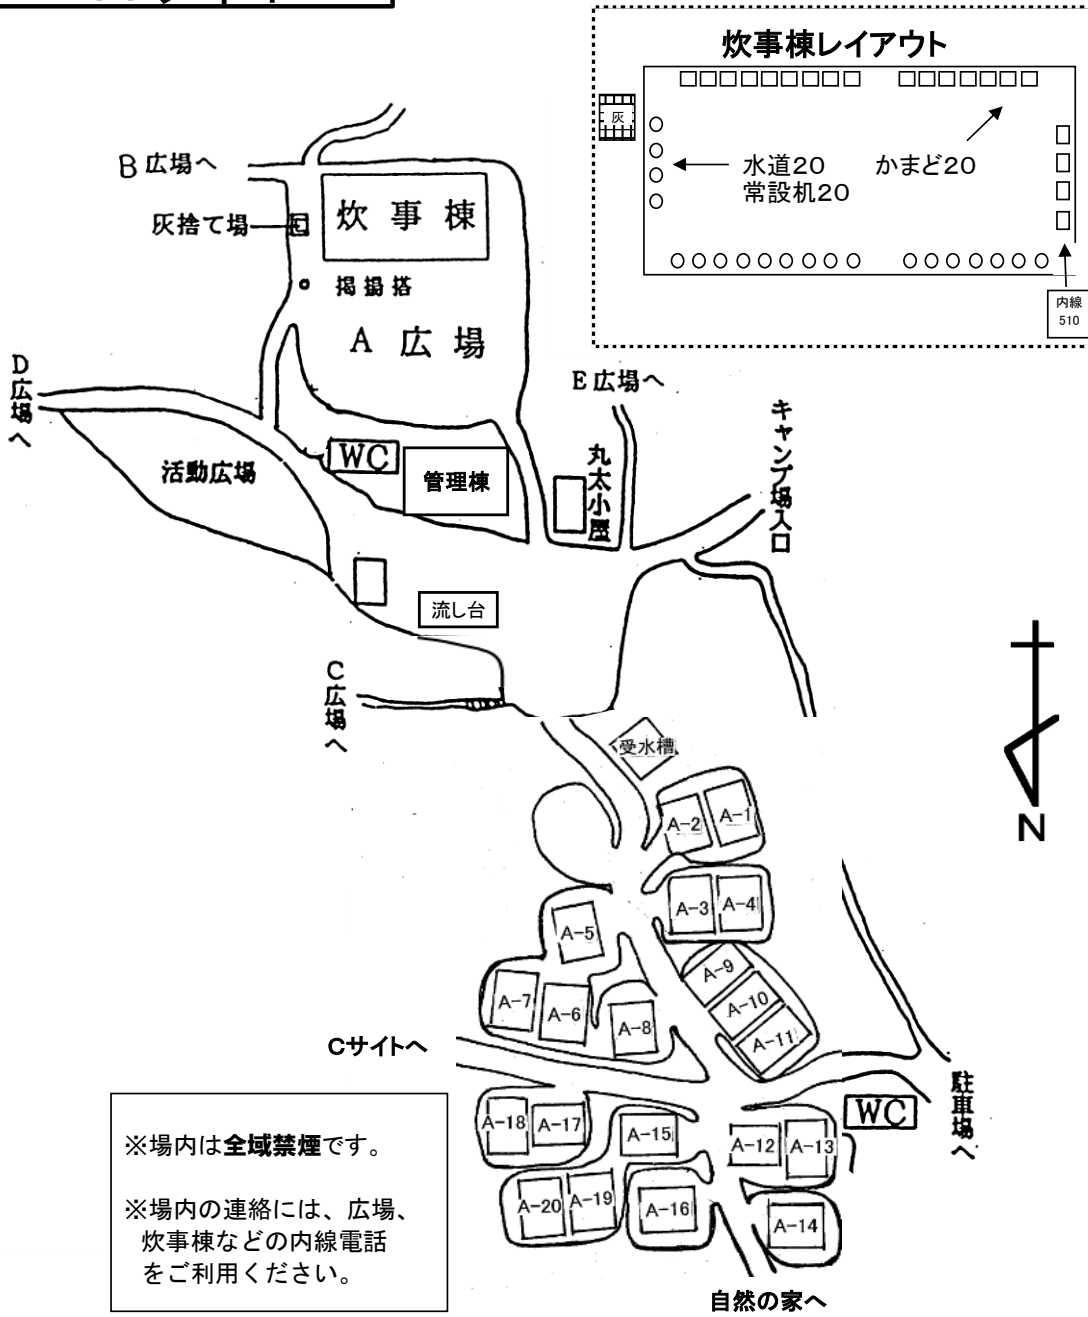 炊事棟レイアウト
灰
水道20
常設机20
かまど20
内線
510
B広場へ
灰捨て場
炊事棟
掲揚塔
A広場
D広場へ
E広場へ
キャンプ場入口
活動広場
WC
管理棟
丸太小屋
流し台
C広場へ
受水槽
N
A-2
A-1
A-3
A-4
A-5
A-9
A-7
A-6
A-10
A-8
A-11
Cサイトへ
駐車場へ
WC
A-18
A-17
A-15
A-12
A-13
A-20
A-19
A-16
A-14
自然の家へ
※場内は全域禁煙です。
※場内の連絡には、広場、
炊事棟などの内線電話
をご利用ください。